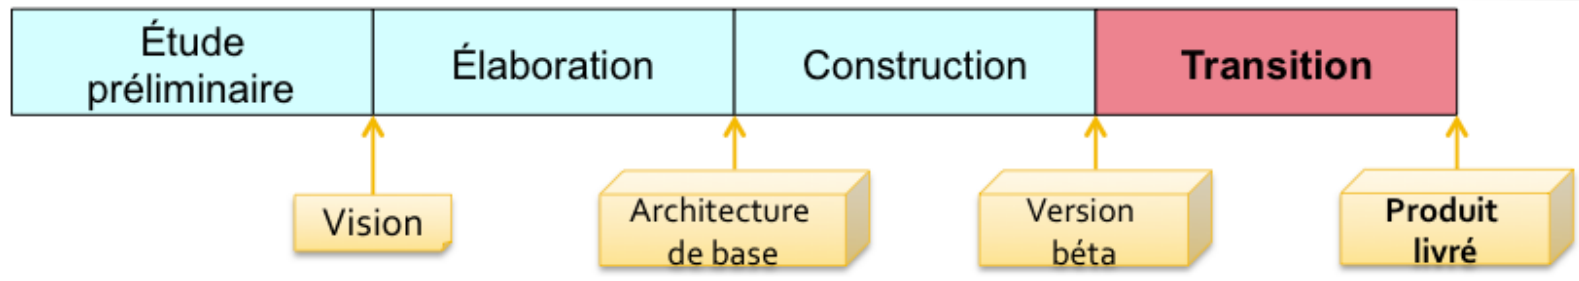 Étude
préliminaire
Élaboration
Construction
Transition
Vision
Architecture
de base
Version
béta
Produit
livré